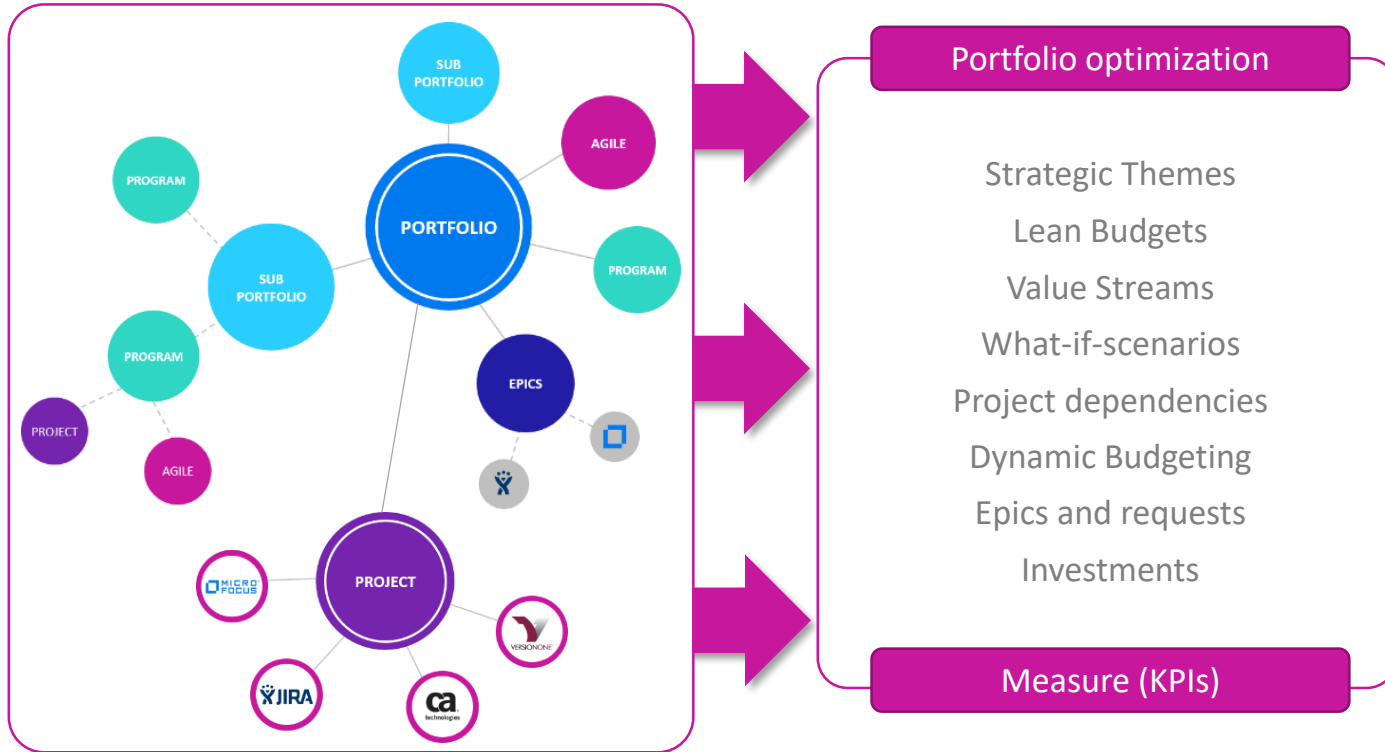 SUB
PORTFOLIO
AGILE
PROGRAM
PORTFOLIO
PROGRAM
SUB
PORTFOLIO
PROGRAM
EPICS
PROJECT
AGILE
PROJECT
MICRO
FOCUS
VERSIONONE
JIRA
ca
technologies
Portfolio optimization
Strategic Themes
Lean Budgets
Value Streams
What-if-scenarios
Project dependencies
Dynamic Budgeting
Epics and requests
Investments
Measure (KPIs)